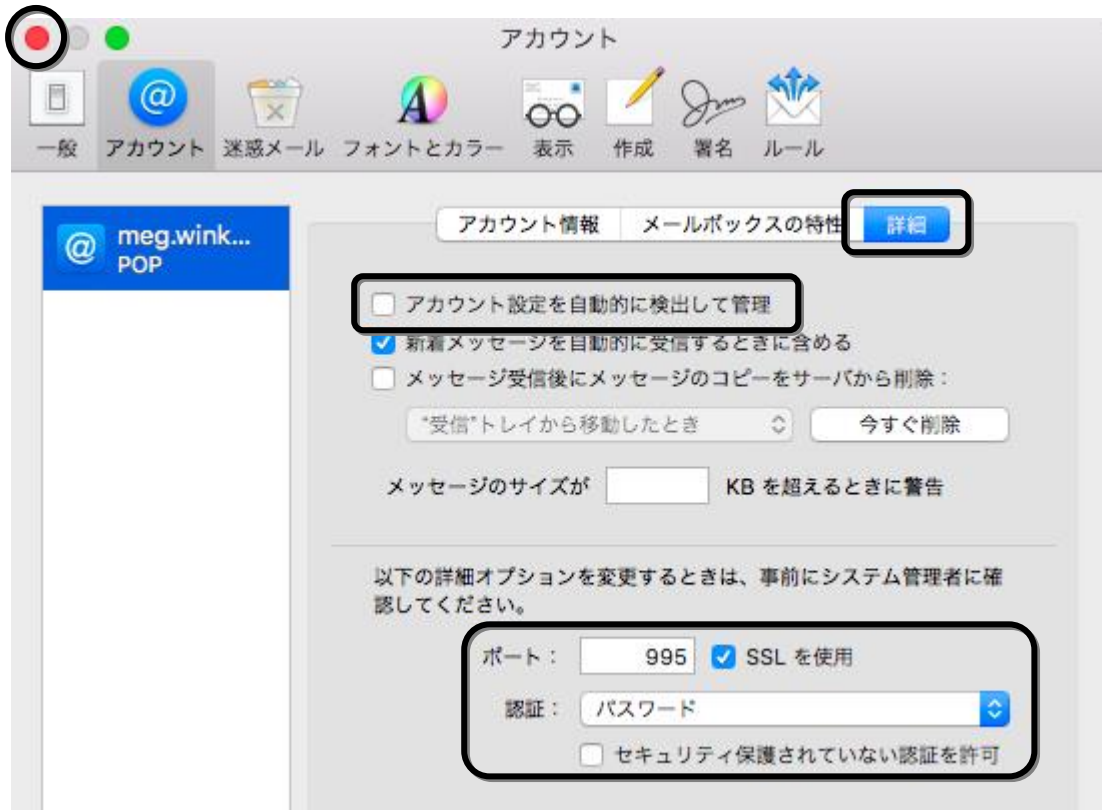 アカウント
一般 アカウント 迷惑メール フォントとカラー 表示 作成 署名 ルール
meg.wink...
POP
アカウント情報 メールボックスの特性 詳細
アカウント設定を自動的に検出して管理
新着メッセージを自動的に受信するときに含める
メッセージ受信後にメッセージのコピーをサーバから削除：
"受信"トレイから移動したとき 今すぐ削除
メッセージのサイズが KB を超えるときに警告
以下の詳細オプションを変更するときは、事前にシステム管理者に確
認してください。
ポート： 995 SSL を使用
認証： パスワード
セキュリティ保護されていない認証を許可